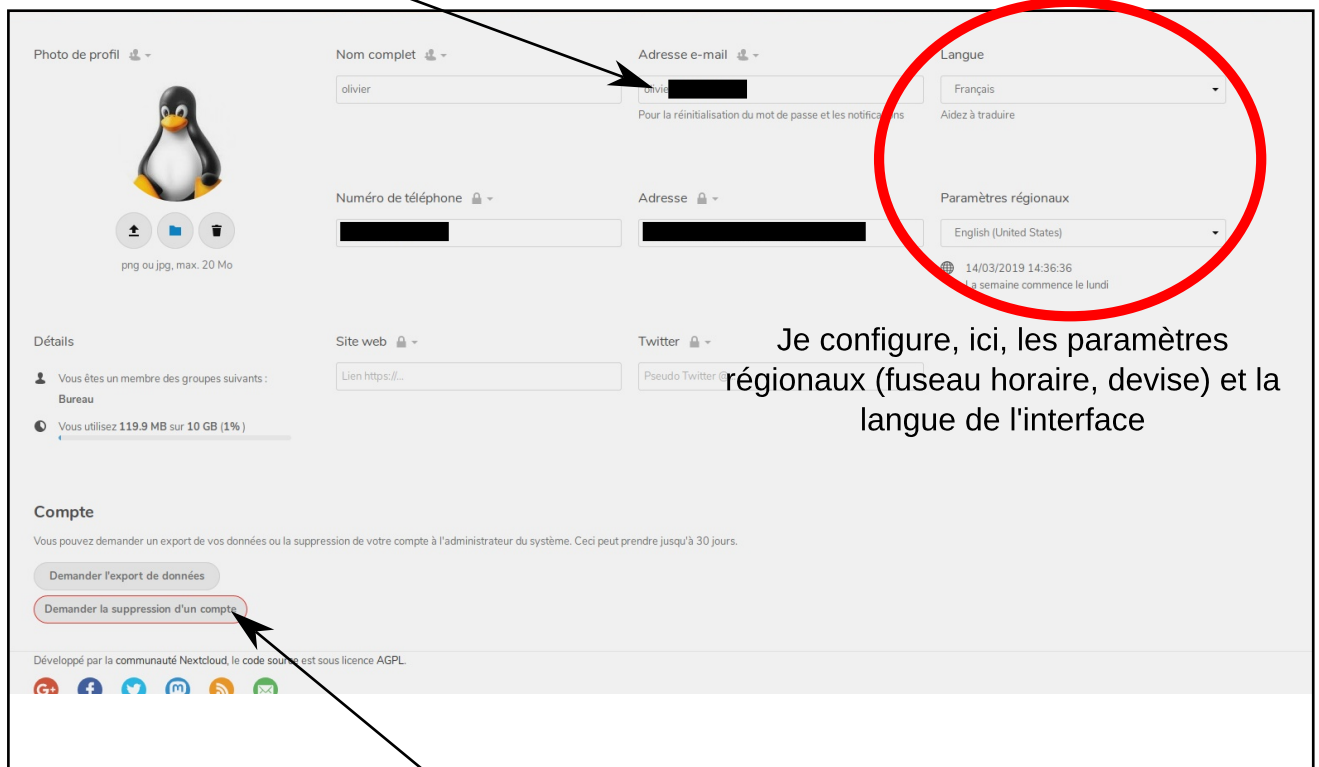 Photo de profil
Nom complet
Adresse e-mail
Langue
olivier
olivie
Français
Pour la réinitialisation du mot de passe et les notifications
Aidez à traduire
Numéro de téléphone
Adresse
Paramètres régionaux
English (United States)
png ou jpg, max. 20 Mo
14/03/2019 14:36:36
La semaine commence le lundi
Détails
Site web
Twitter
Vous êtes un membre des groupes suivants :
Bureau
Lien https://...
Pseudo Twitter @
Vous utilisez 119.9 MB sur 10 GB (1% )
Je configure, ici, les paramètres
régionaux (fuseau horaire, devise) et la
langue de l'interface
Compte
Vous pouvez demander un export de vos données ou la suppression de votre compte à l'administrateur du système. Ceci peut prendre jusqu'à 30 jours.
Demander l'export de données
Demander la suppression d'un compte
Développé par la communauté Nextcloud, le code source est sous licence AGPL.
G+